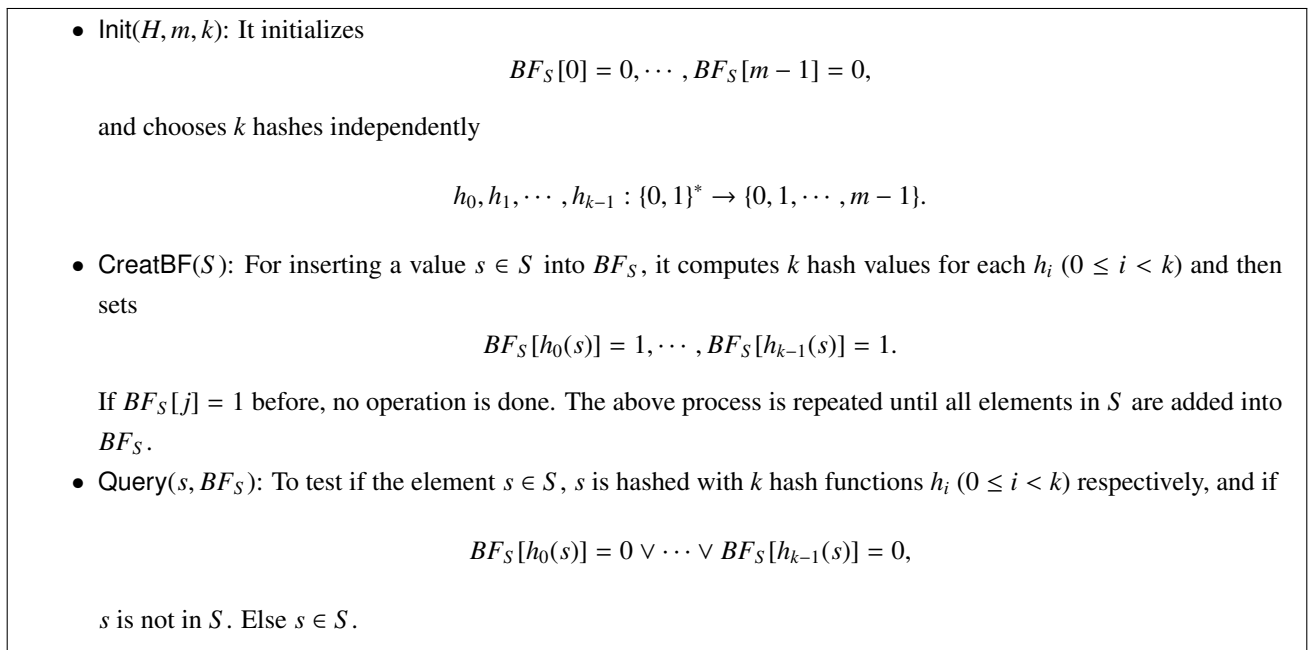 • Init(H, m, k): It initializes
BF_S[0] = 0, ⋯ , BF_S[m − 1] = 0,
and chooses k hashes independently
h_0, h_1, ⋯ , h_{k−1} : {0, 1}^* → {0, 1, ⋯ , m − 1}.
• CreatBF(S): For inserting a value s ∈ S into BF_S, it computes k hash values for each h_i (0 ≤ i < k) and then
sets
BF_S[h_0(s)] = 1, ⋯ , BF_S[h_{k−1}(s)] = 1.
If BF_S[j] = 1 before, no operation is done. The above process is repeated until all elements in S are added into
BF_S.
• Query(s, BF_S): To test if the element s ∈ S, s is hashed with k hash functions h_i (0 ≤ i < k) respectively, and if
BF_S[h_0(s)] = 0 ∨ ⋯ ∨ BF_S[h_{k−1}(s)] = 0,
s is not in S. Else s ∈ S.